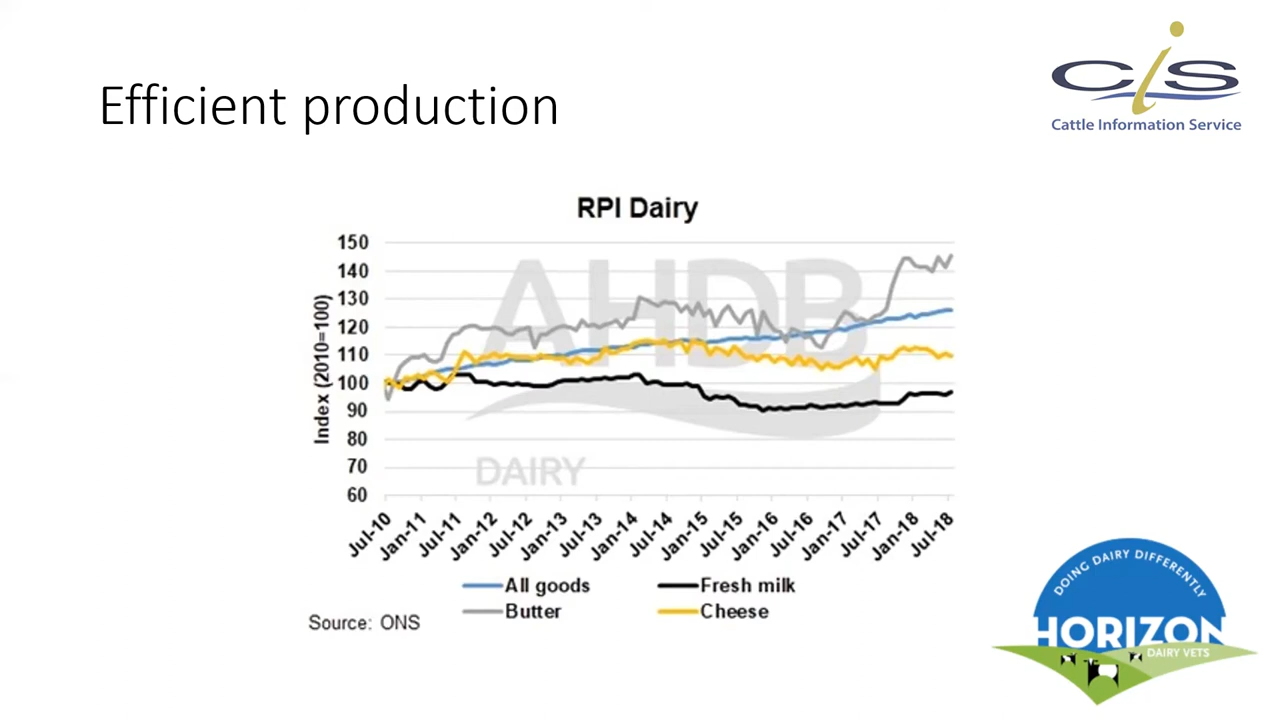 Efficient production
CiS
Cattle Information Service
RPI Dairy
Index (2010=100)
150
140
130
120
110
100
90
80
70
60
AHDB
DAIRY
Jul-10
Jan-11
Jul-11
Jan-12
Jul-12
Jan-13
Jul-13
Jan-14
Jul-14
Jan-15
Jul-15
Jan-16
Jul-16
Jan-17
Jul-17
Jan-18
Jul-18
All goods
Fresh milk
Butter
Cheese
Source: ONS
DOING DAIRY DIFFERENTLY
HORIZON
DAIRY VETS